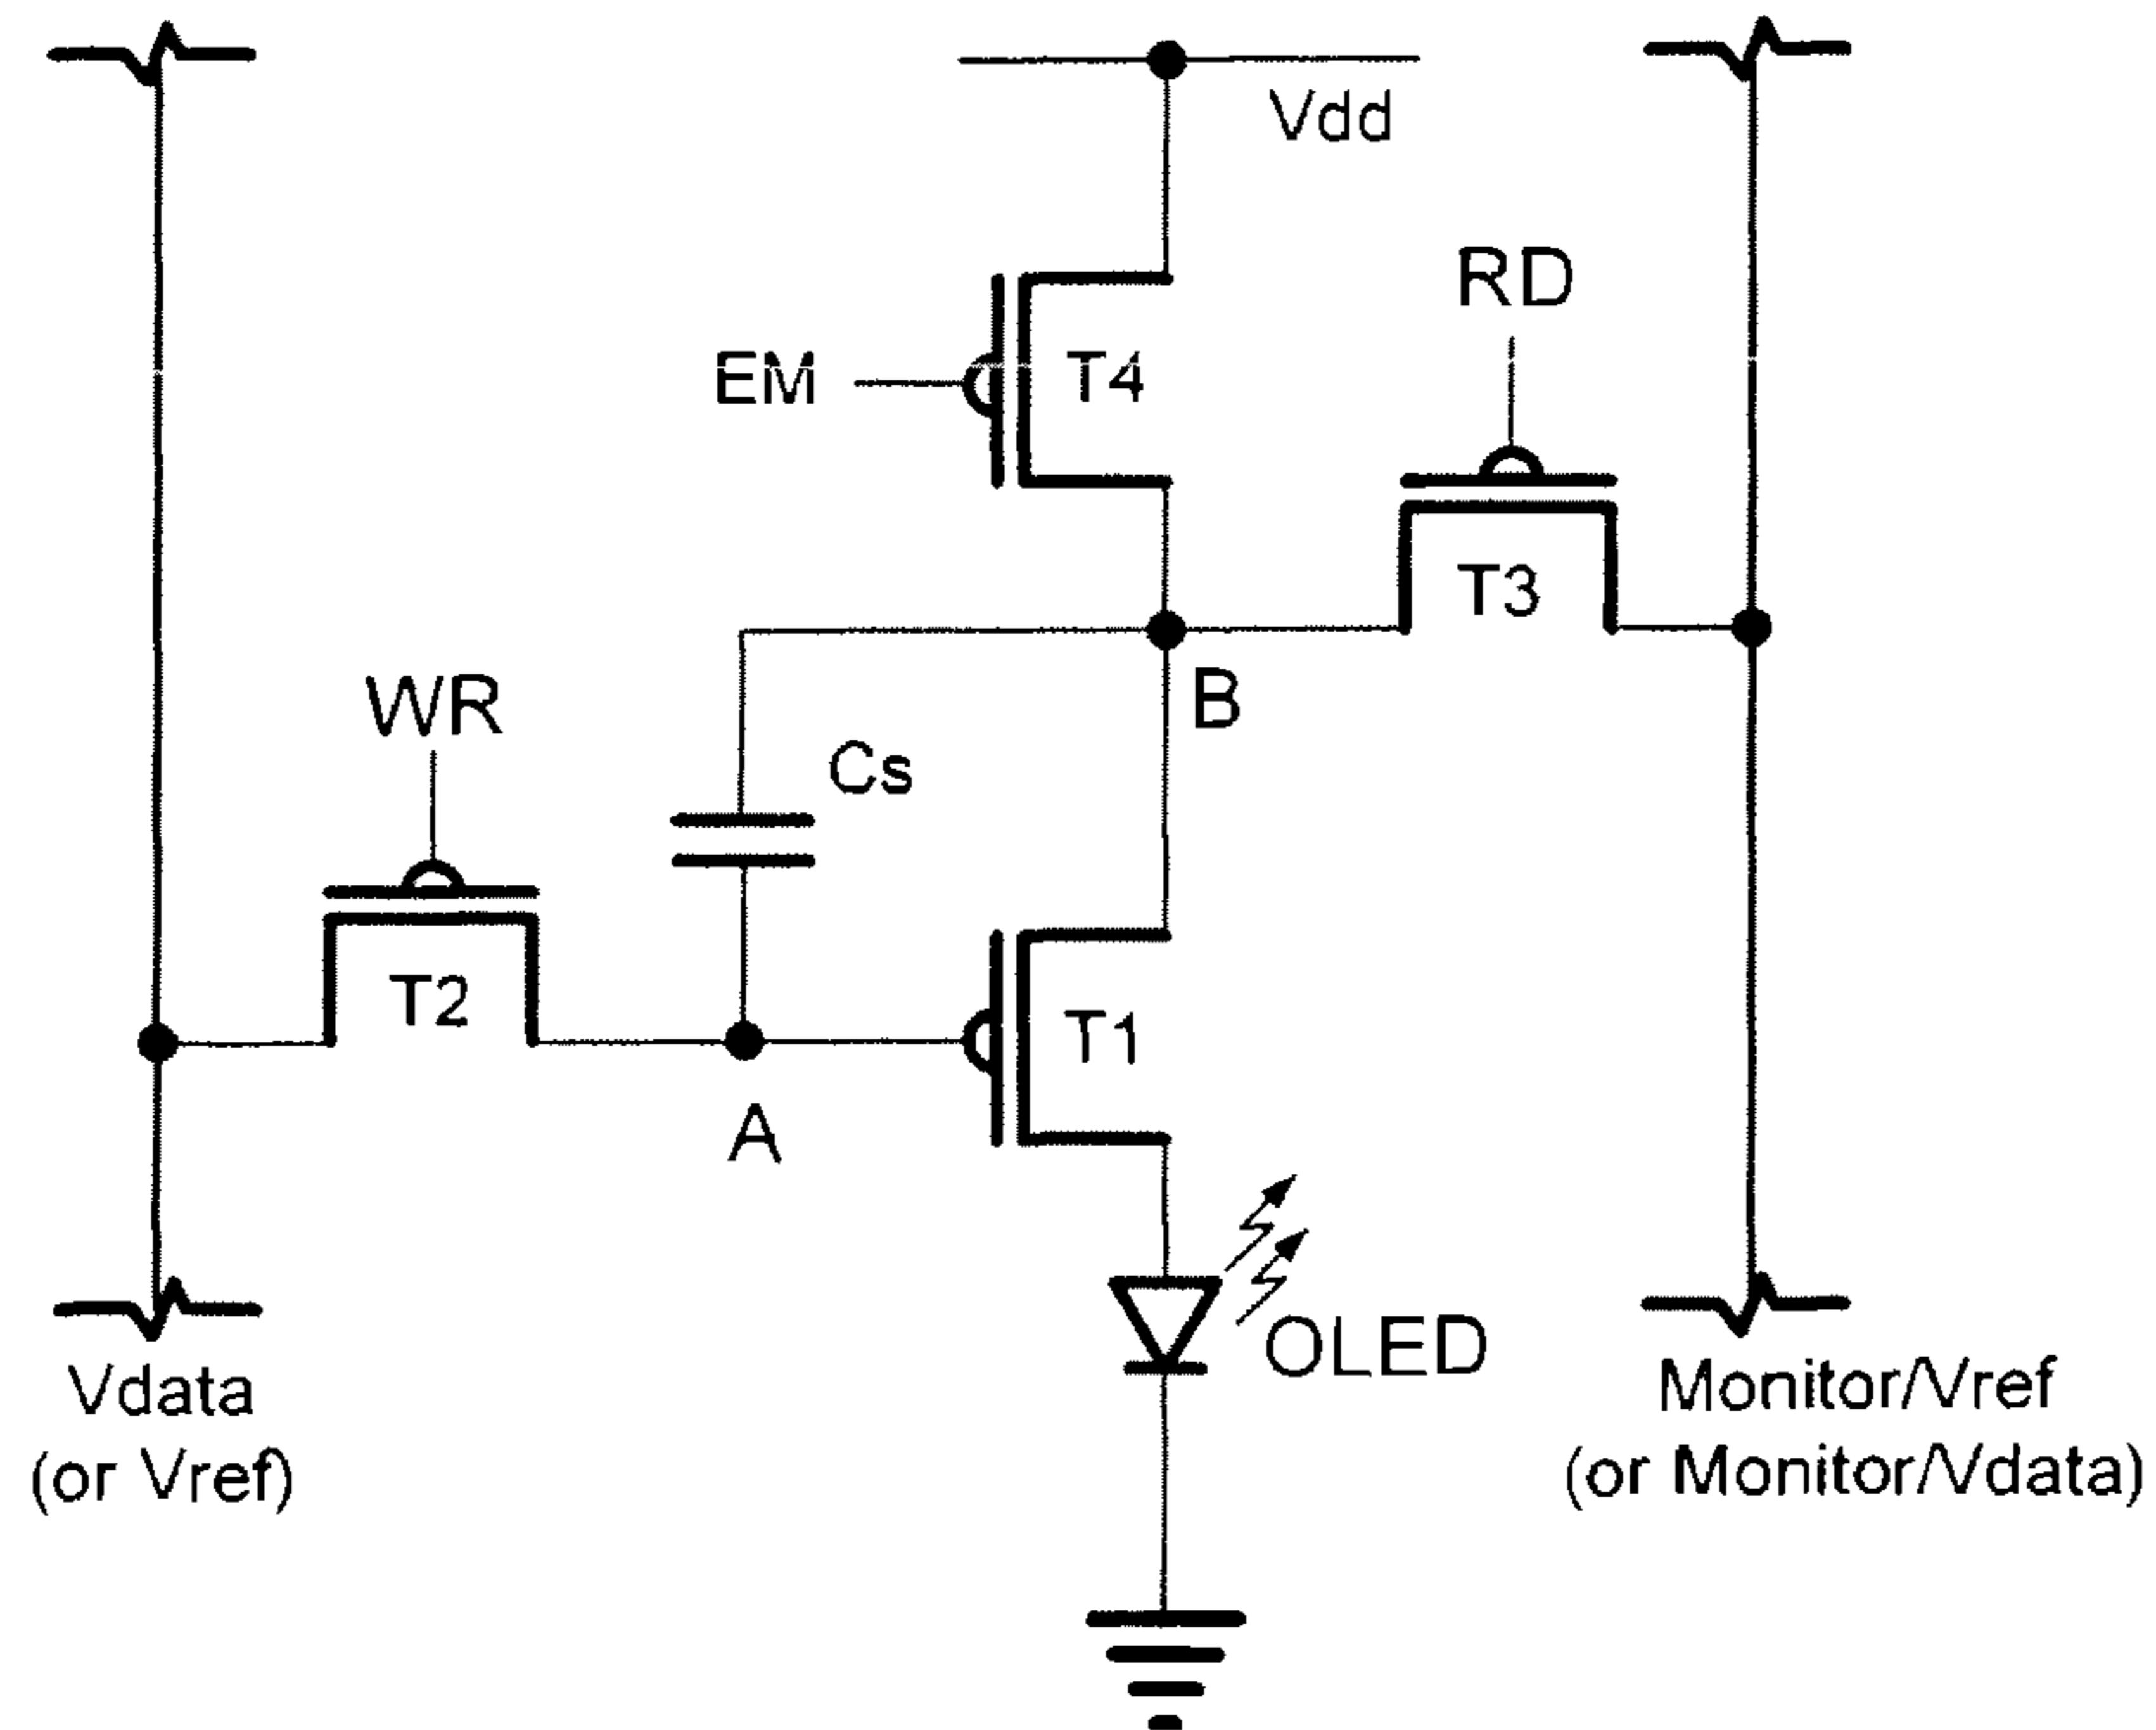 Vdd
RD
EM
T4
T3
WR
B
Cs
T2
T1
A
OLED
Vdata
(or Vref)
Monitor/Vref
(or Monitor/Vdata)